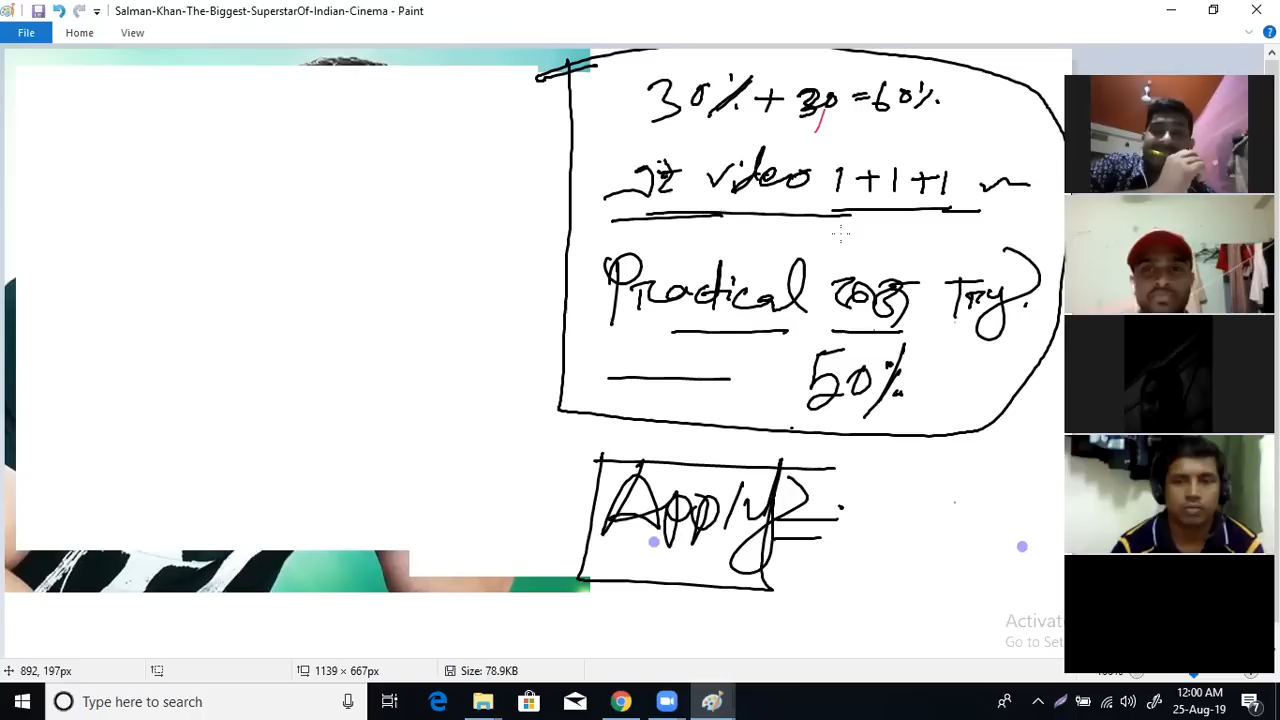 Salman-Khan-The-Biggest-SuperstarOf-Indian-Cinema - Paint
File Home View
30%+30=60%
video 1+1+1
Practical Try?
50%
Apply?
Activat
Go to Set
892, 197px 1139 × 667px Size: 78.9KB
Type here to search
12:00 AM
25-Aug-19
7